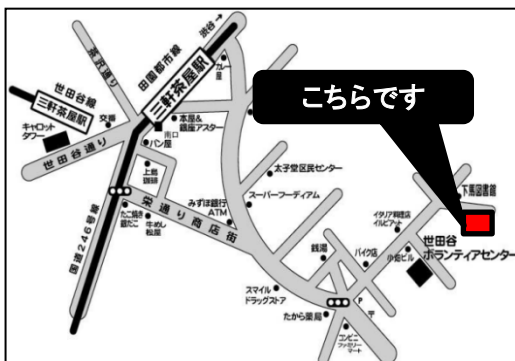 渋谷→
茶沢通り
田園都市線
カレー
屋
三軒茶屋駅
世田谷線
三軒茶屋駅
キャロット
タワー
交番
本屋&
銀座アスター
南口
パン屋
世田谷通り
こちらです
上島
珈琲
太子堂区民センター
下馬図書館
みずほ銀行
ATM
スーパーフーディアム
栄通り商店街
たこ焼き
銀だこ
牛めし
松屋
国道246号線
イタリア料理店
イルピアット
世田谷
ボランティアセンター
小畑ビル
銭湯
バイク店
スマイル
ドラッグストア
P
〒
たから薬局
コンビニ
ファミリー
マート